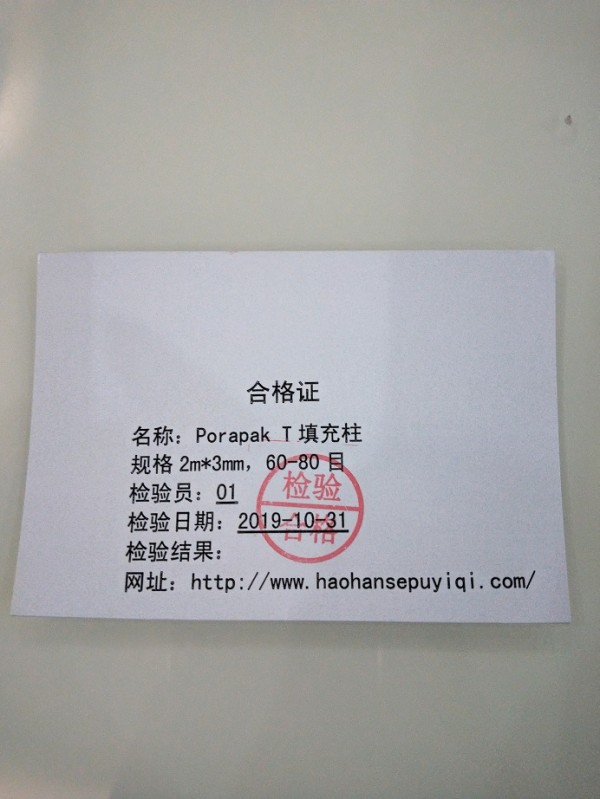 合格证
名称：Porapak T 填充柱
规格 2m*3mm，60-80 目
检验员：01
检验日期：2019-10-31
检验结果：
网址：http://www.haohansepuyiqi.com/
检验
合格